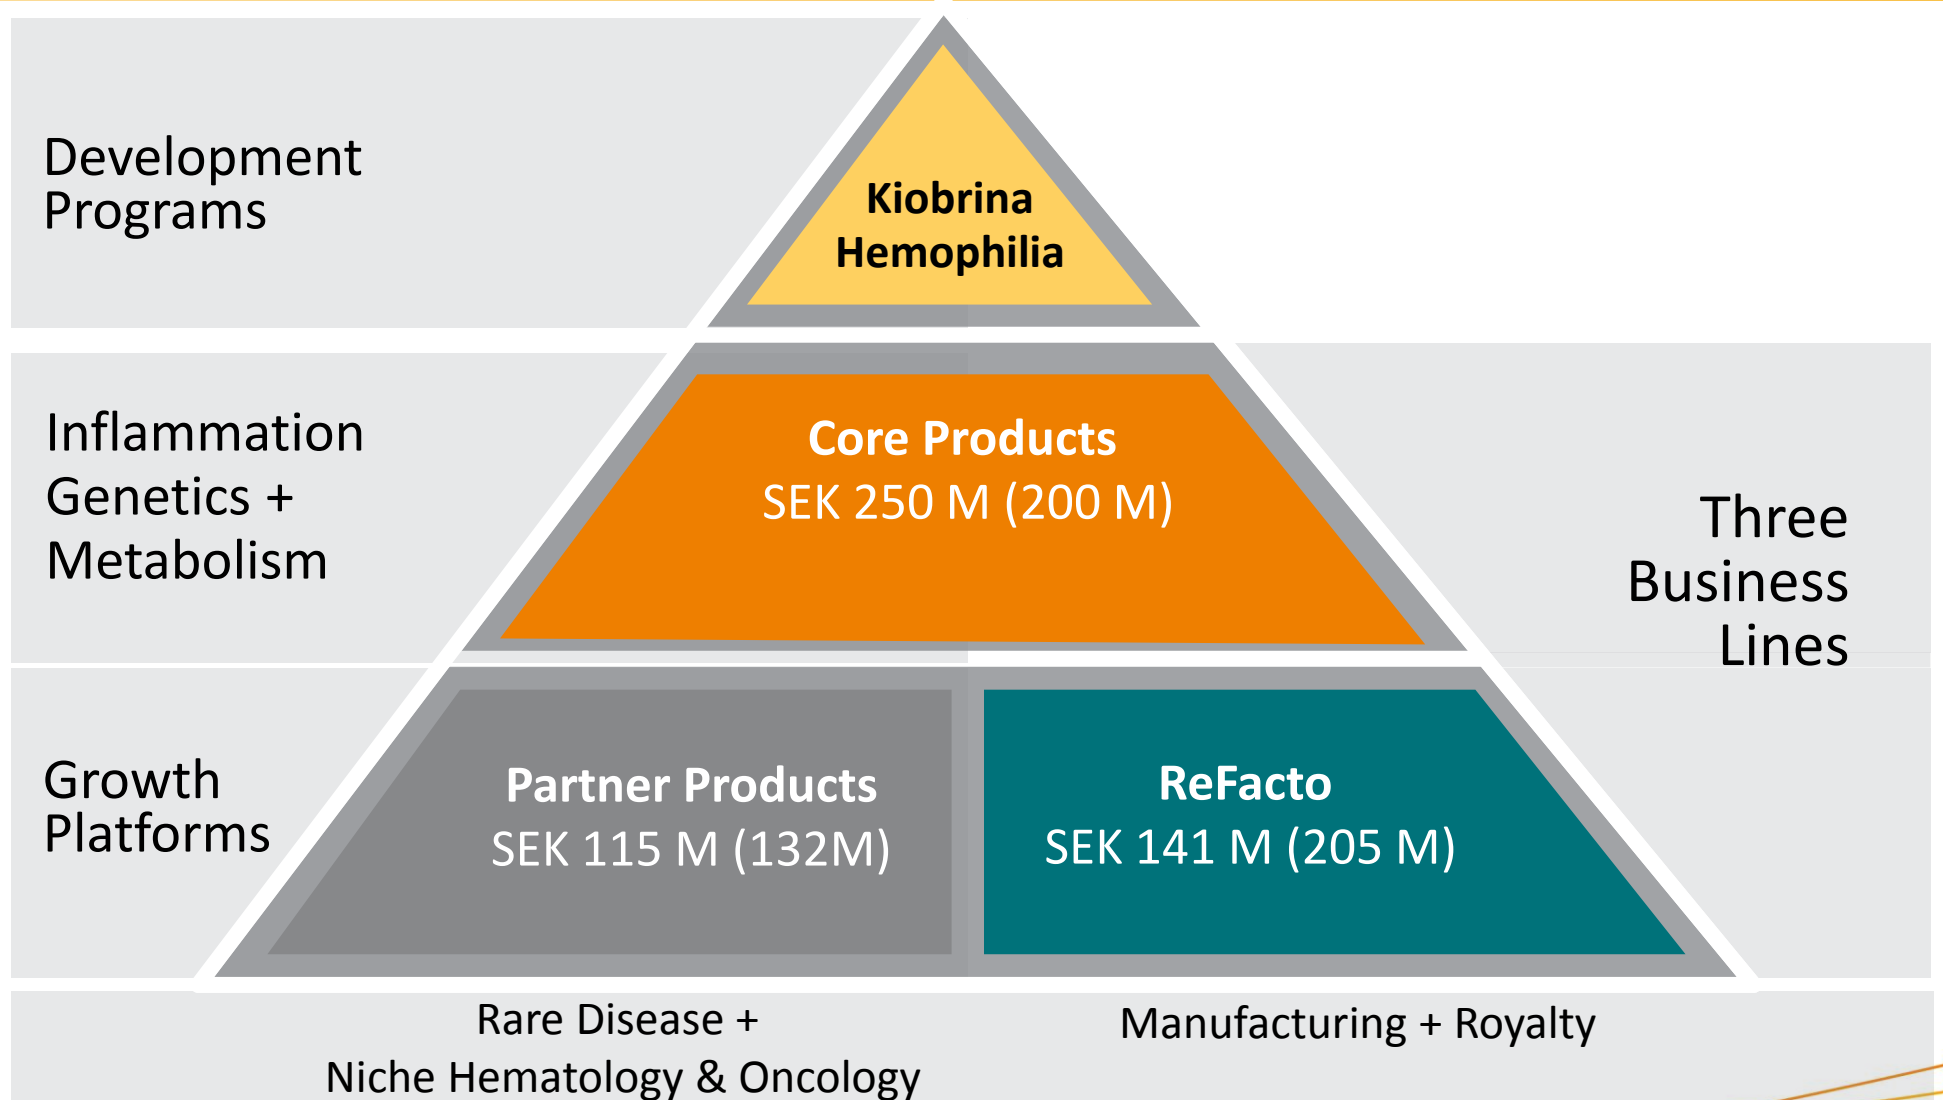 Development
Programs
Kiobrina
Hemophilia
Inflammation
Genetics +
Metabolism
Core Products
SEK 250 M (200 M)
Three
Business
Lines
Growth
Platforms
Partner Products
SEK 115 M (132M)
ReFacto
SEK 141 M (205 M)
Rare Disease +
Niche Hematology & Oncology
Manufacturing + Royalty